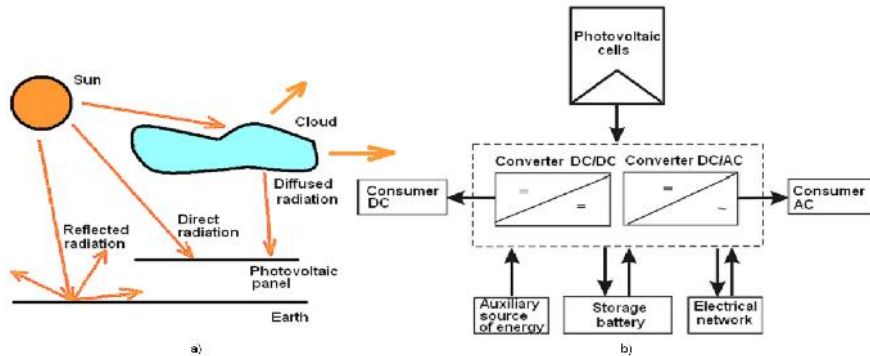 Sun
Cloud
Diffused
radiation
Direct
radiation
Reflected
radiation
Photovoltaic
panel
Earth
a)
Photovoltaic
cells
Converter DC/DC
Converter DC/AC
=
=
=
~
Consumer
DC
Consumer
AC
Auxiliary
source
of energy
Storage
battery
Electrical
network
b)